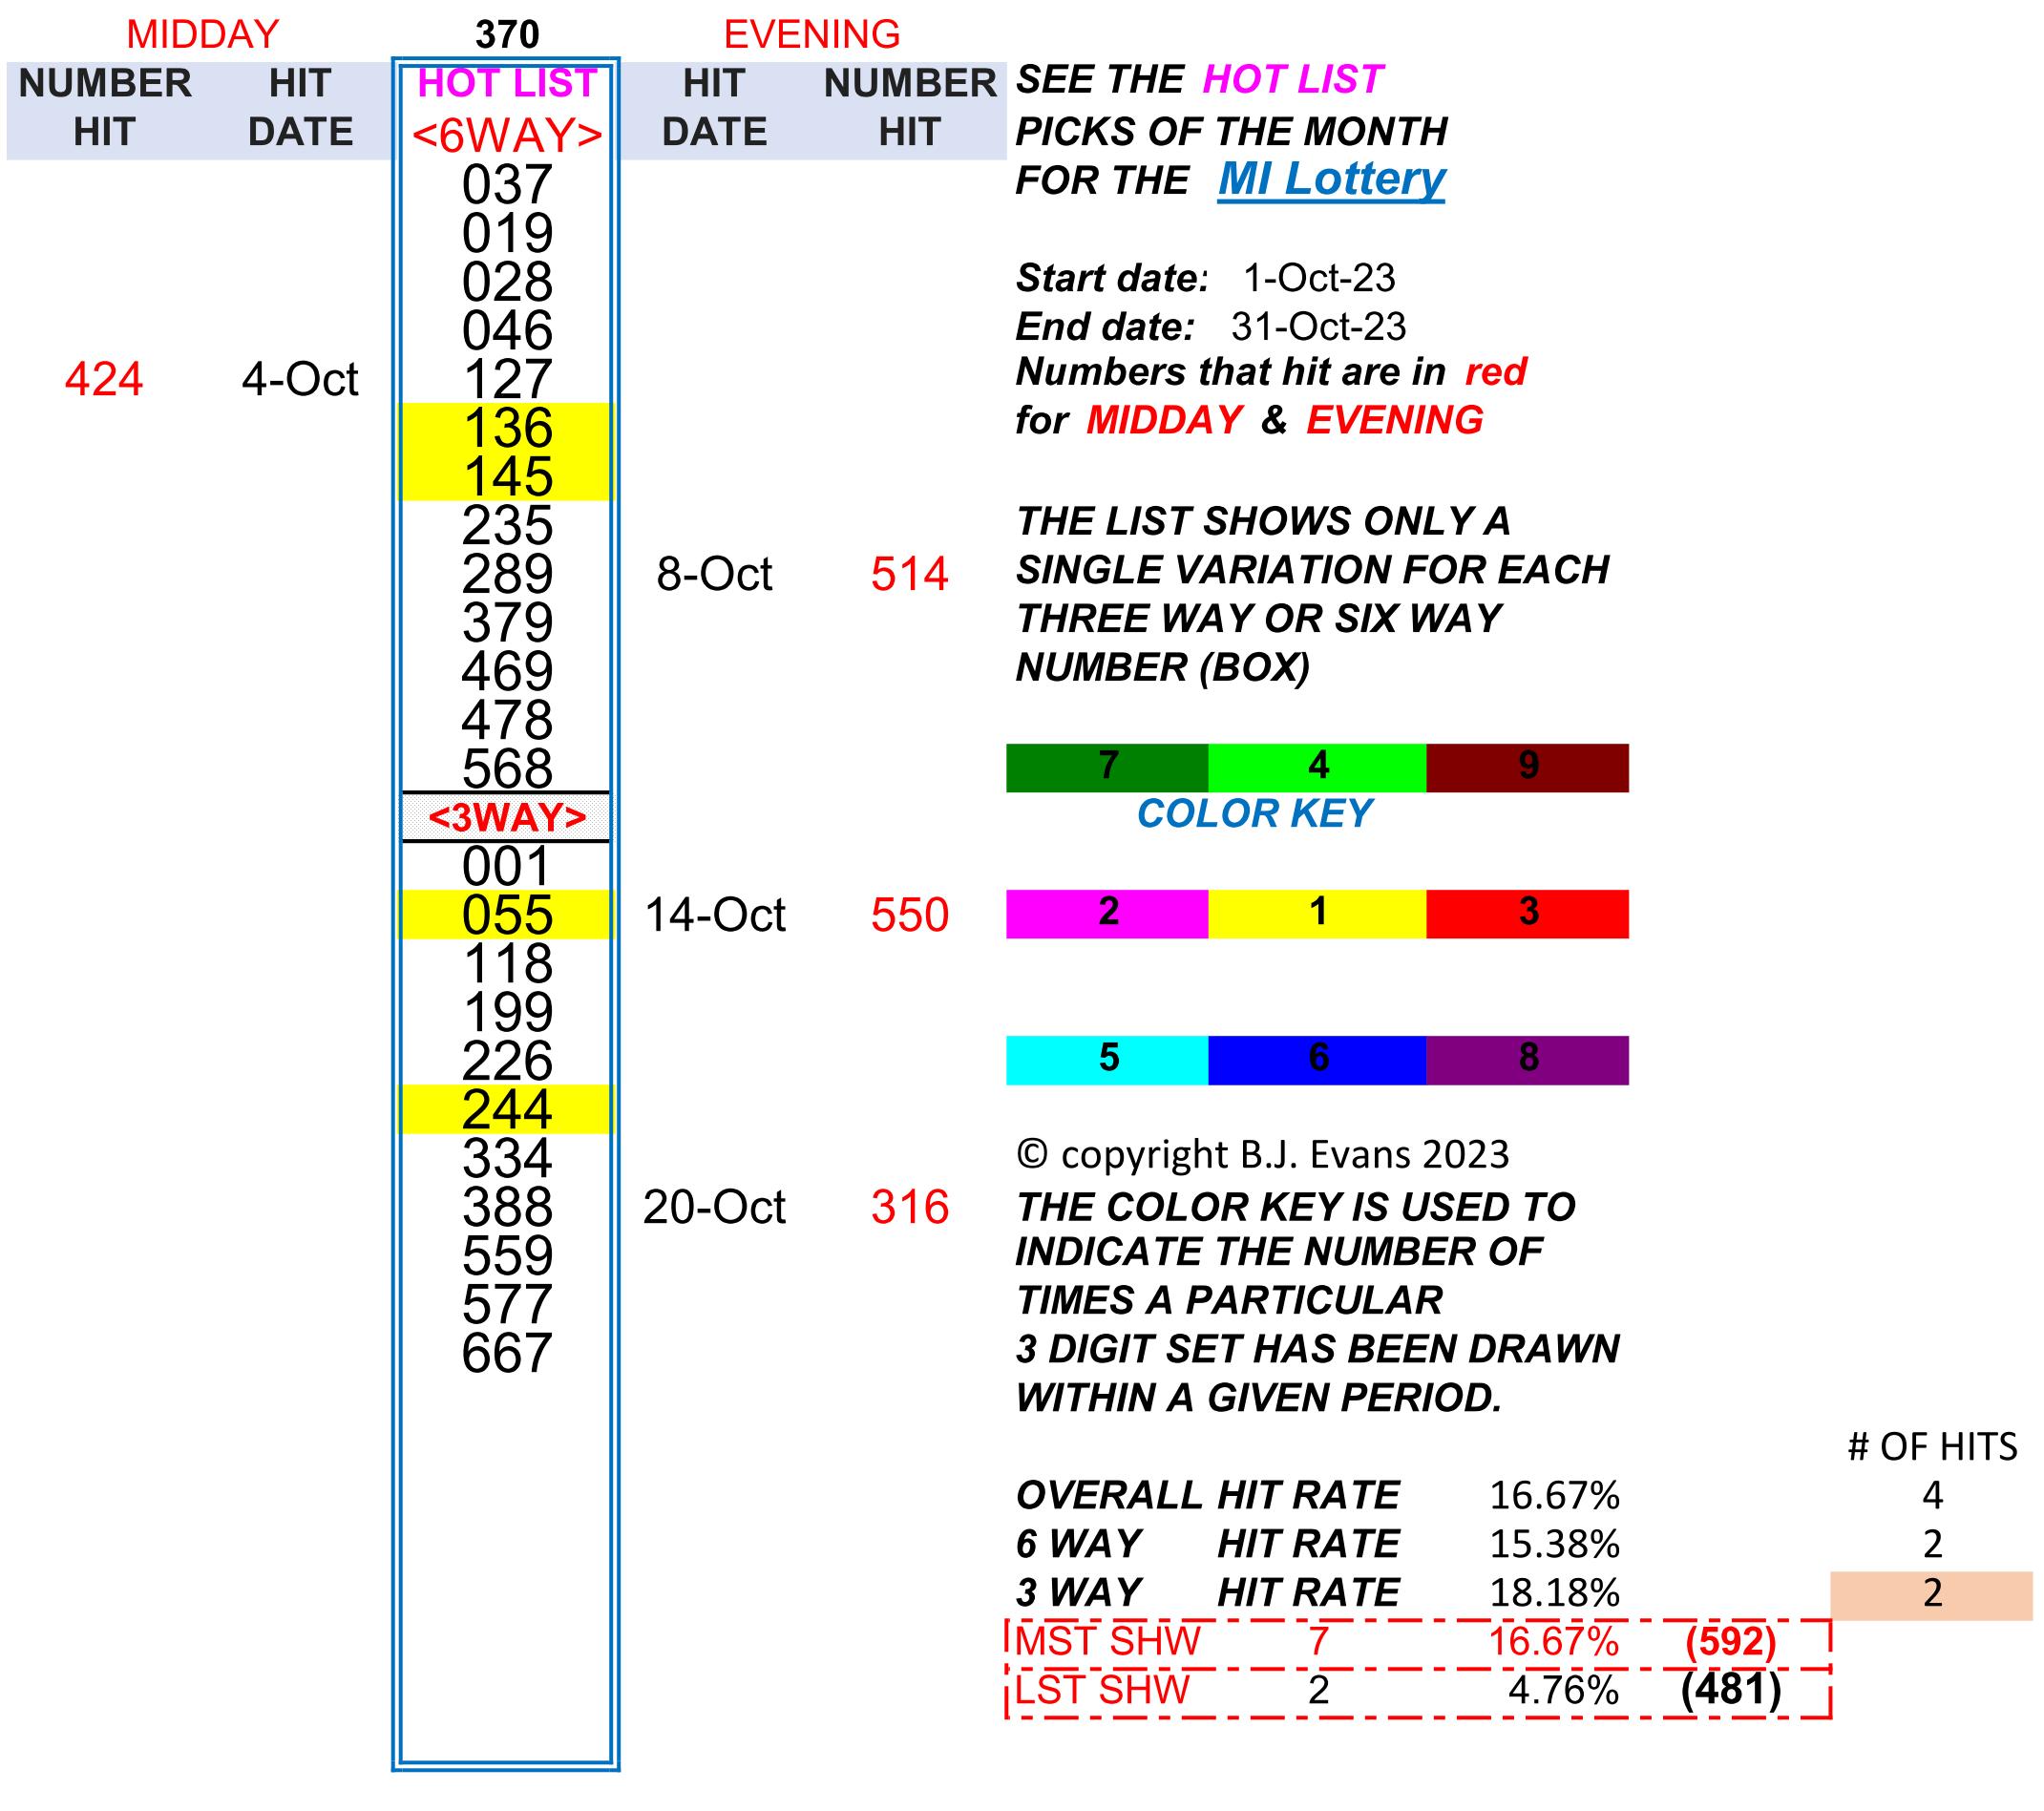 MIDDAY 370 EVENING
NUMBER HIT HOT LIST HIT NUMBER
HIT DATE <6WAY> DATE HIT
037
019
028
046
424 4-Oct 127
136
145
235
289 8-Oct 514
379
469
478
568
<3WAY>
001
055 14-Oct 550
118
199
226
244
334
388 20-Oct 316
559
577
667
SEE THE HOT LIST
PICKS OF THE MONTH
FOR THE MI Lottery
Start date: 1-Oct-23
End date: 31-Oct-23
Numbers that hit are in red
for MIDDAY & EVENING
THE LIST SHOWS ONLY A
SINGLE VARIATION FOR EACH
THREE WAY OR SIX WAY
NUMBER (BOX)
7 4 9
COLOR KEY
2 1 3
5 6 8
© copyright B.J. Evans 2023
THE COLOR KEY IS USED TO
INDICATE THE NUMBER OF
TIMES A PARTICULAR
3 DIGIT SET HAS BEEN DRAWN
WITHIN A GIVEN PERIOD.
# OF HITS
OVERALL HIT RATE 16.67% 4
6 WAY HIT RATE 15.38% 2
3 WAY HIT RATE 18.18% 2
MST SHW 7 16.67% (592)
LST SHW 2 4.76% (481)